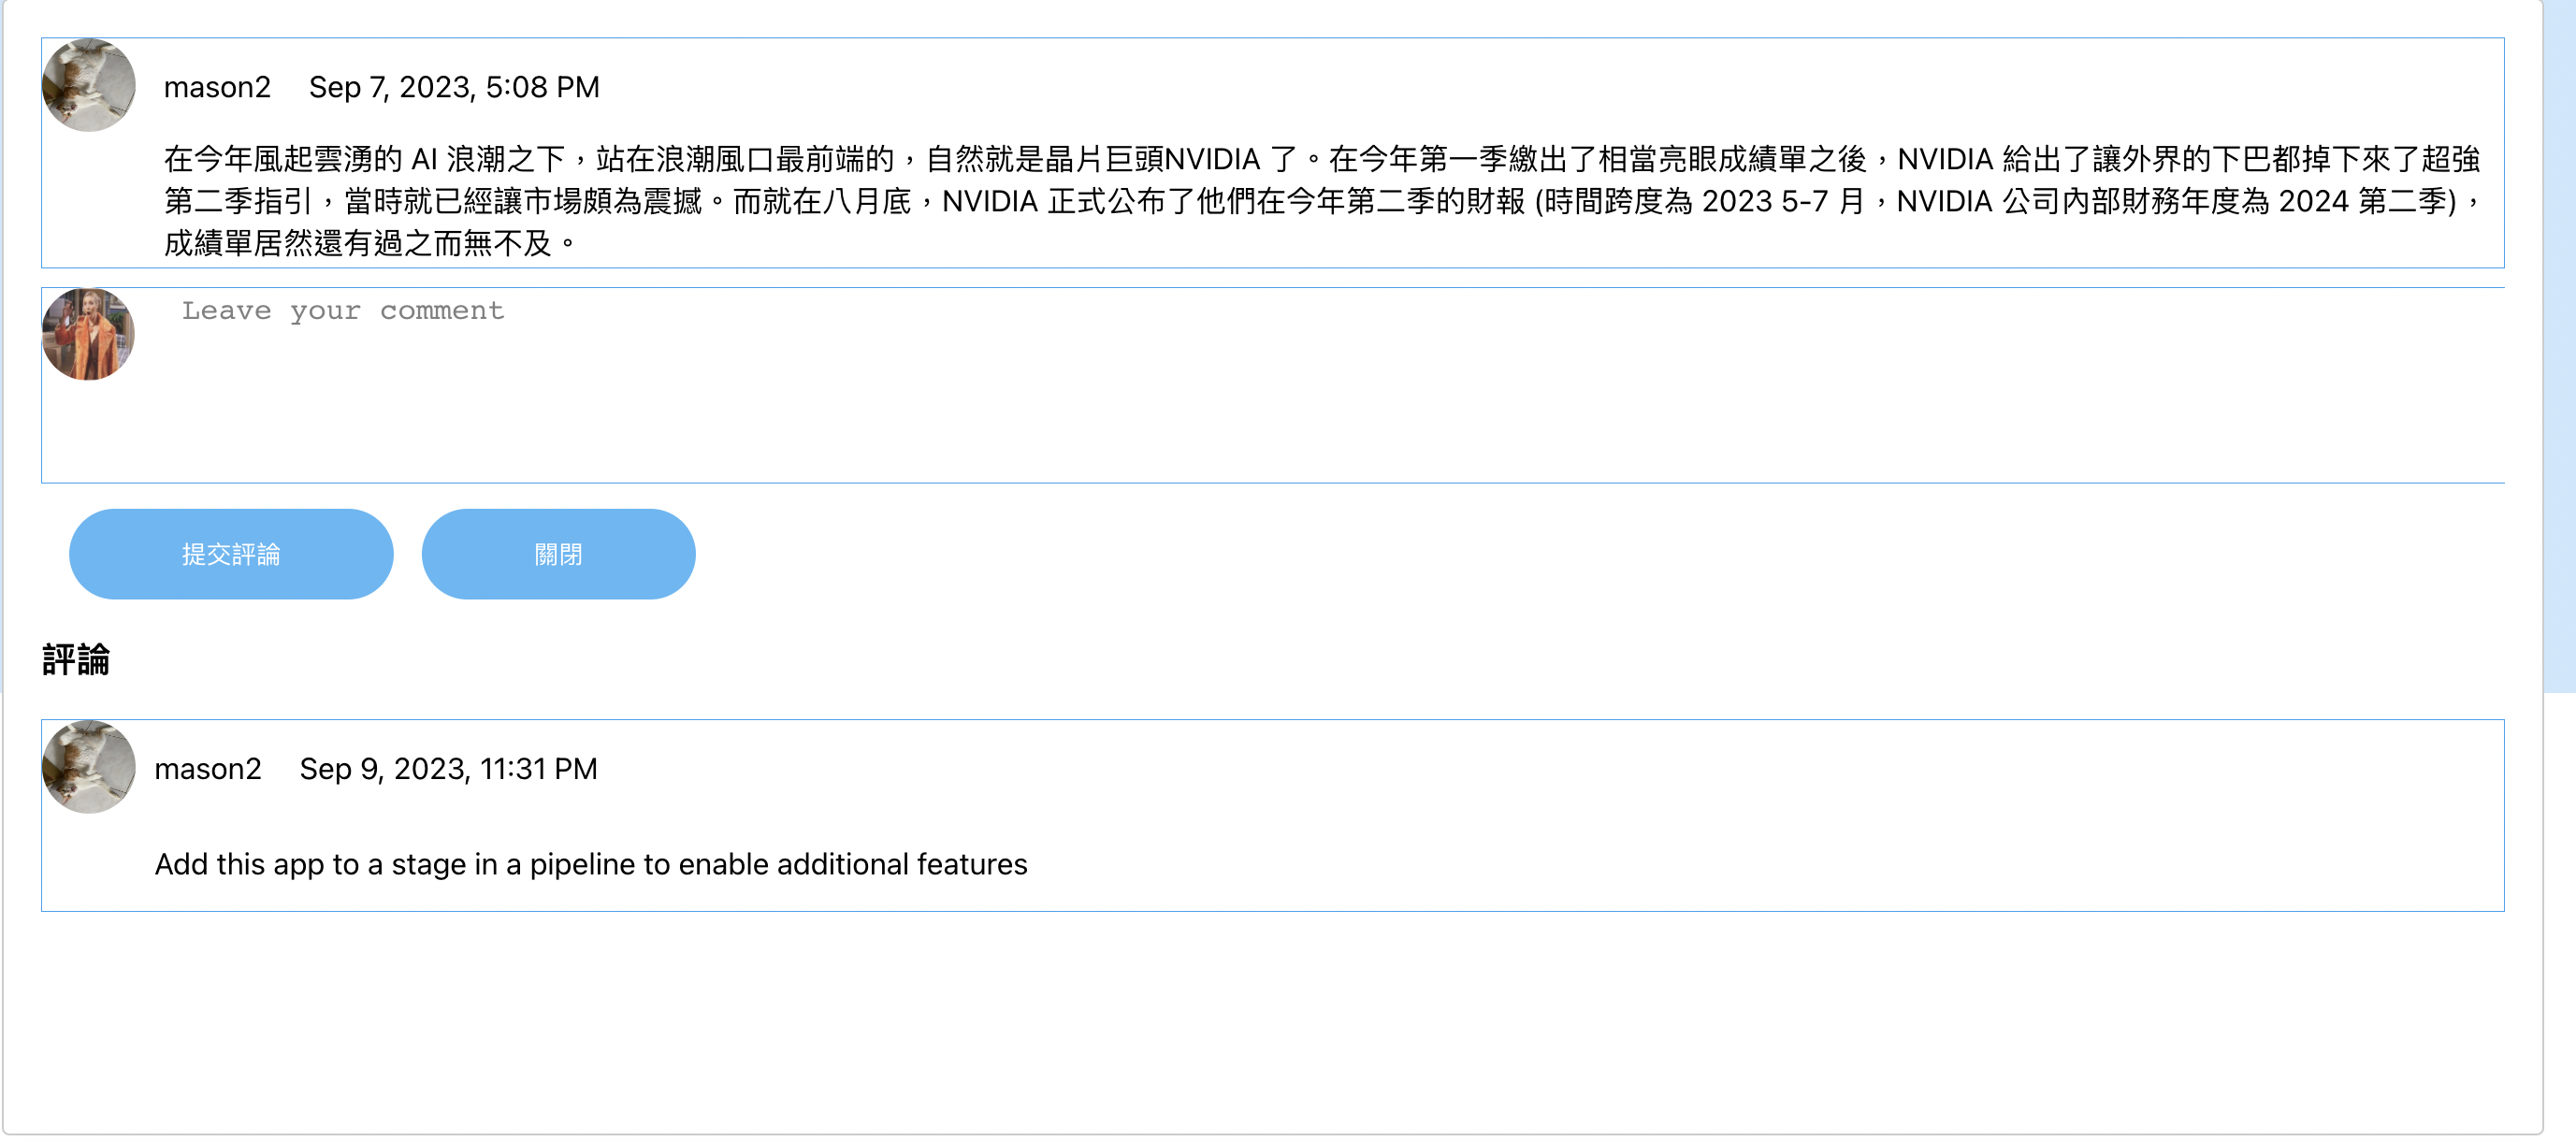 mason2 Sep 7, 2023, 5:08 PM
在今年風起雲湧的 AI 浪潮之下，站在浪潮風口最前端的，自然就是晶片巨頭NVIDIA 了。在今年第一季繳出了相當亮眼成績單之後，NVIDIA 給出了讓外界的下巴都掉下來了超強
第二季指引，當時就已經讓市場頗為震撼。而就在八月底，NVIDIA 正式公布了他們在今年第二季的財報 (時間跨度為 2023 5-7 月，NVIDIA 公司內部財務年度為 2024 第二季)，
成績單居然還有過之而無不及。
Leave your comment
提交評論 關閉
評論
mason2 Sep 9, 2023, 11:31 PM
Add this app to a stage in a pipeline to enable additional features